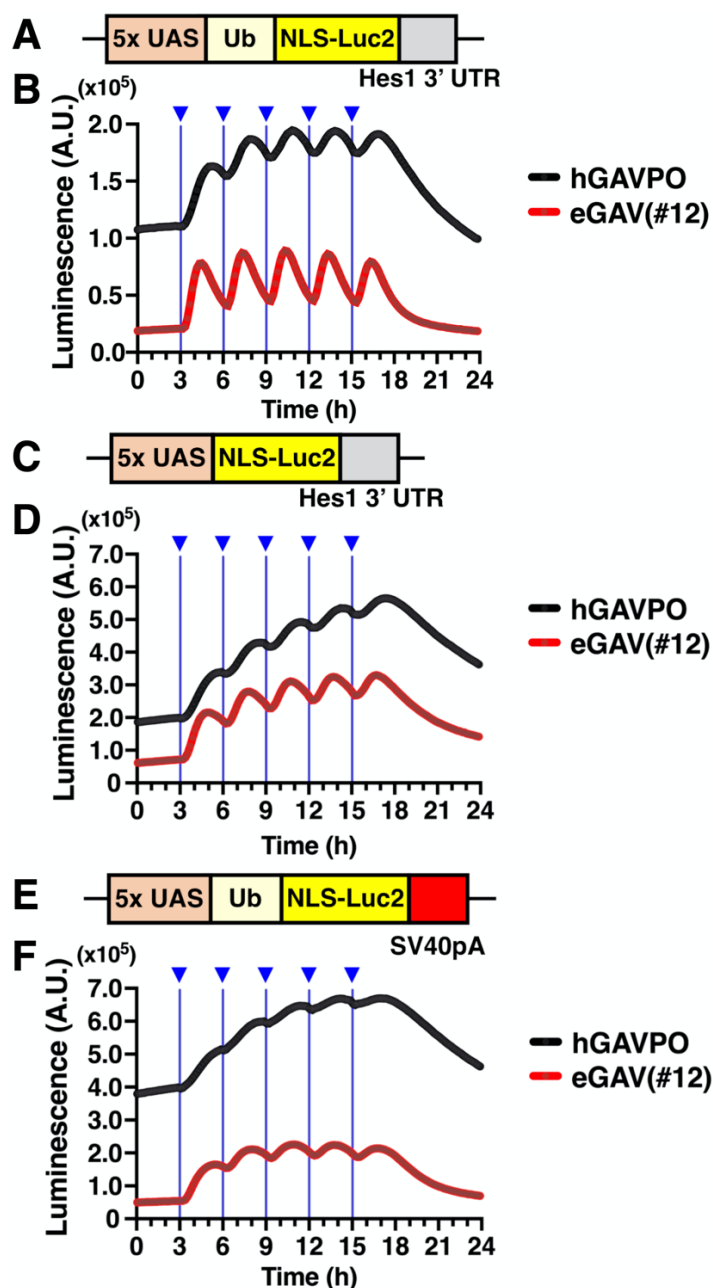 A
5x UAS Ub NLS-Luc2
Hes1 3’ UTR
B
(x10⁵)
Luminescence (A.U.)
2.0
1.5
1.0
0.5
0.0
0 3 6 9 12 15 18 21 24
Time (h)
hGAVPO
eGAV(#12)
C
5x UAS NLS-Luc2
Hes1 3’ UTR
D
(x10⁵)
Luminescence (A.U.)
7.0
6.0
5.0
4.0
3.0
2.0
1.0
0
0 3 6 9 12 15 18 21 24
Time (h)
hGAVPO
eGAV(#12)
E
5x UAS Ub NLS-Luc2
SV40pA
F
(x10⁵)
Luminescence (A.U.)
7.0
6.0
5.0
4.0
3.0
2.0
1.0
0
0 3 6 9 12 15 18 21 24
Time (h)
hGAVPO
eGAV(#12)